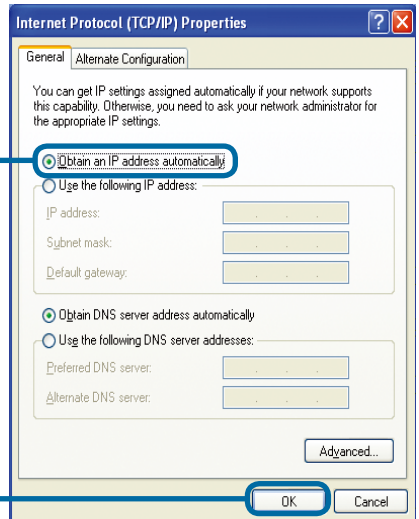 Internet Protocol (TCP/IP) Properties
General
Alternate Configuration
You can get IP settings assigned automatically if your network supports
this capability. Otherwise, you need to ask your network administrator for
the appropriate IP settings.
Obtain an IP address automatically
Use the following IP address:
IP address:
Subnet mask:
Default gateway:
Obtain DNS server address automatically
Use the following DNS server addresses:
Preferred DNS server:
Alternate DNS server:
Advanced...
OK
Cancel